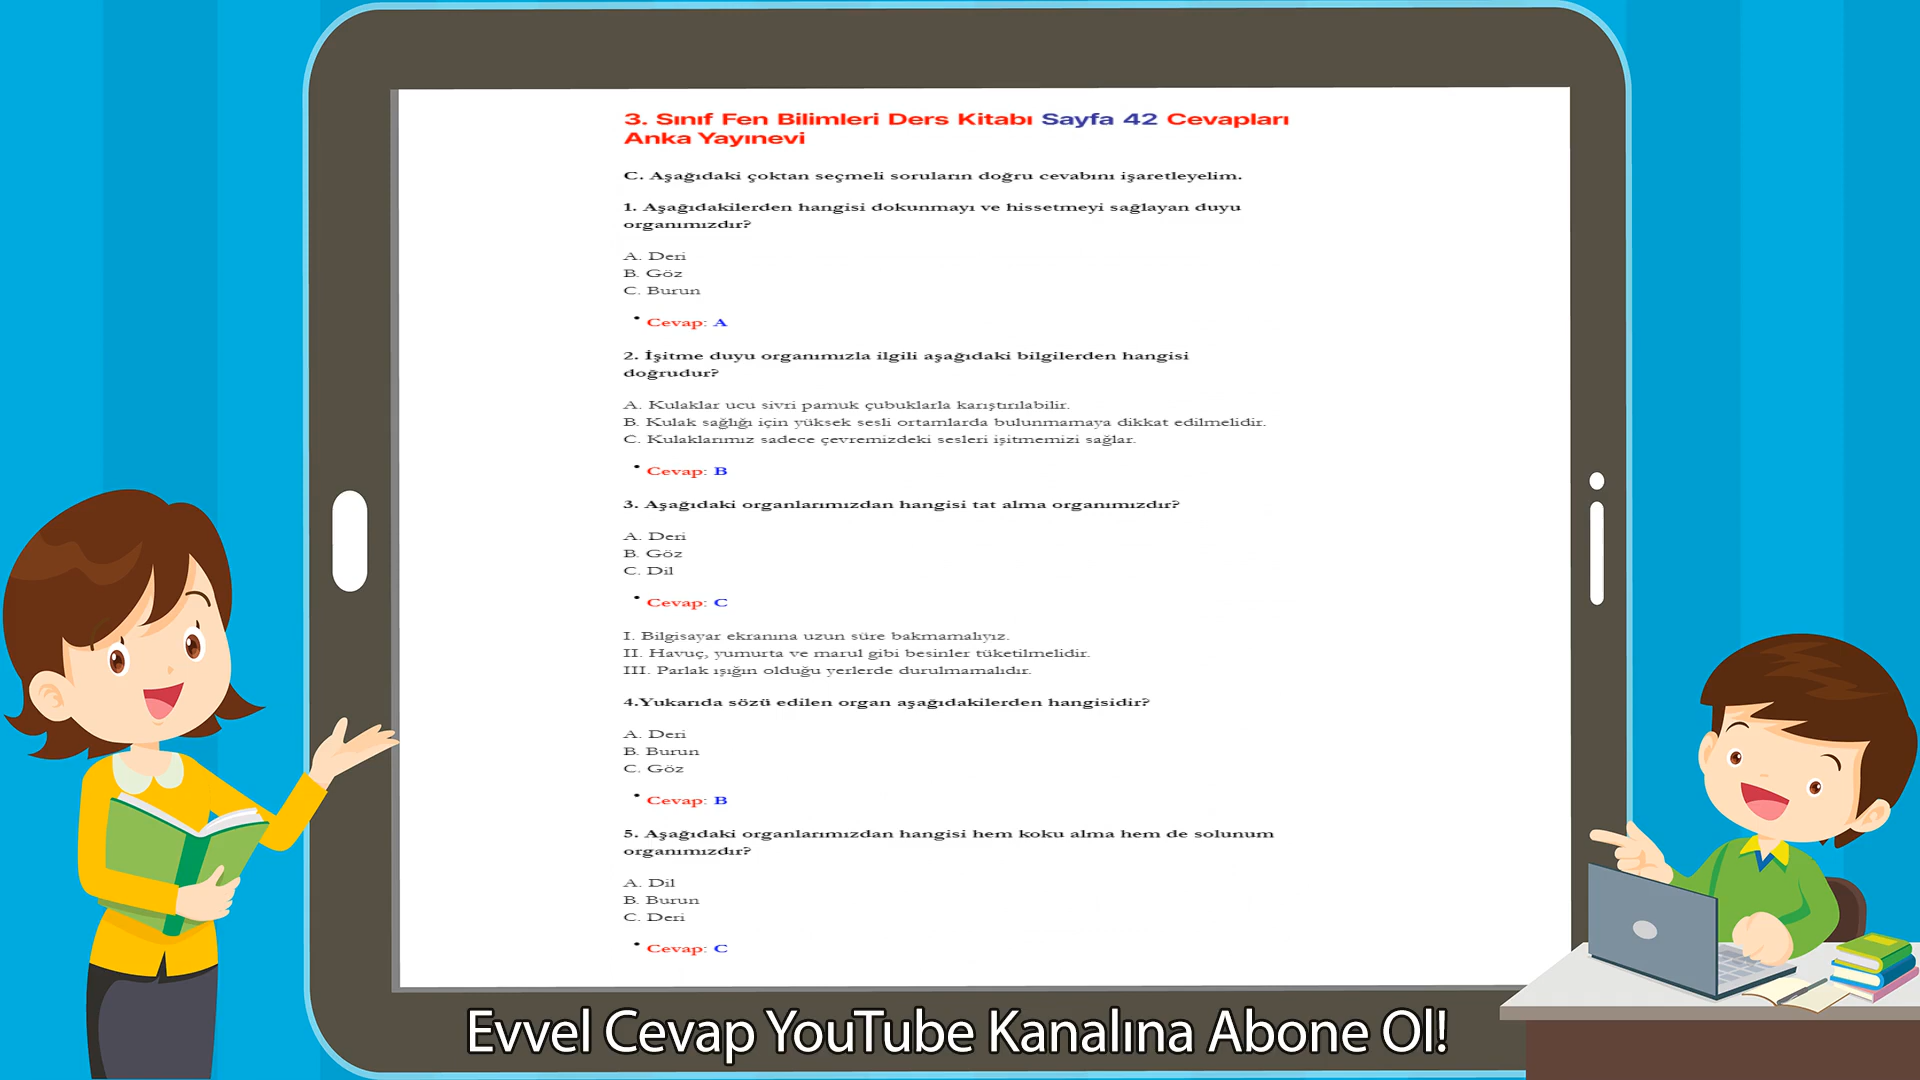 3. Sınıf Fen Bilimleri Ders Kitabı Sayfa 42 Cevapları
Anka Yayınevi
C. Aşağıdaki çoktan seçmeli soruların doğru cevabını işaretleyelim.
1. Aşağıdakilerden hangisi dokunmayı ve hissetmeyi sağlayan duyu
organımızdır?
A. Deri
B. Göz
C. Burun
• Cevap: A
2. İşitme duyu organımızla ilgili aşağıdaki bilgilerden hangisi
doğrudur?
A. Kulaklar ucu sivri pamuk çubuklarla karıştırılabilir.
B. Kulak sağlığı için yüksek sesli ortamlarda bulunmamaya dikkat edilmelidir.
C. Kulaklarımız sadece çevremizdeki sesleri işitmemizi sağlar.
• Cevap: B
3. Aşağıdaki organlarımızdan hangisi tat alma organımızdır?
A. Deri
B. Göz
C. Dil
• Cevap: C
I. Bilgisayar ekranına uzun süre bakmamalıyız.
II. Havuç, yumurta ve marul gibi besinler tüketilmelidir.
III. Parlak ışığın olduğu yerlerde durulmamalıdır.
4.Yukarıda sözü edilen organ aşağıdakilerden hangisidir?
A. Deri
B. Burun
C. Göz
• Cevap: B
5. Aşağıdaki organlarımızdan hangisi hem koku alma hem de solunum
organımızdır?
A. Dil
B. Burun
C. Deri
• Cevap: C
Evvel Cevap YouTube Kanalına Abone Ol!